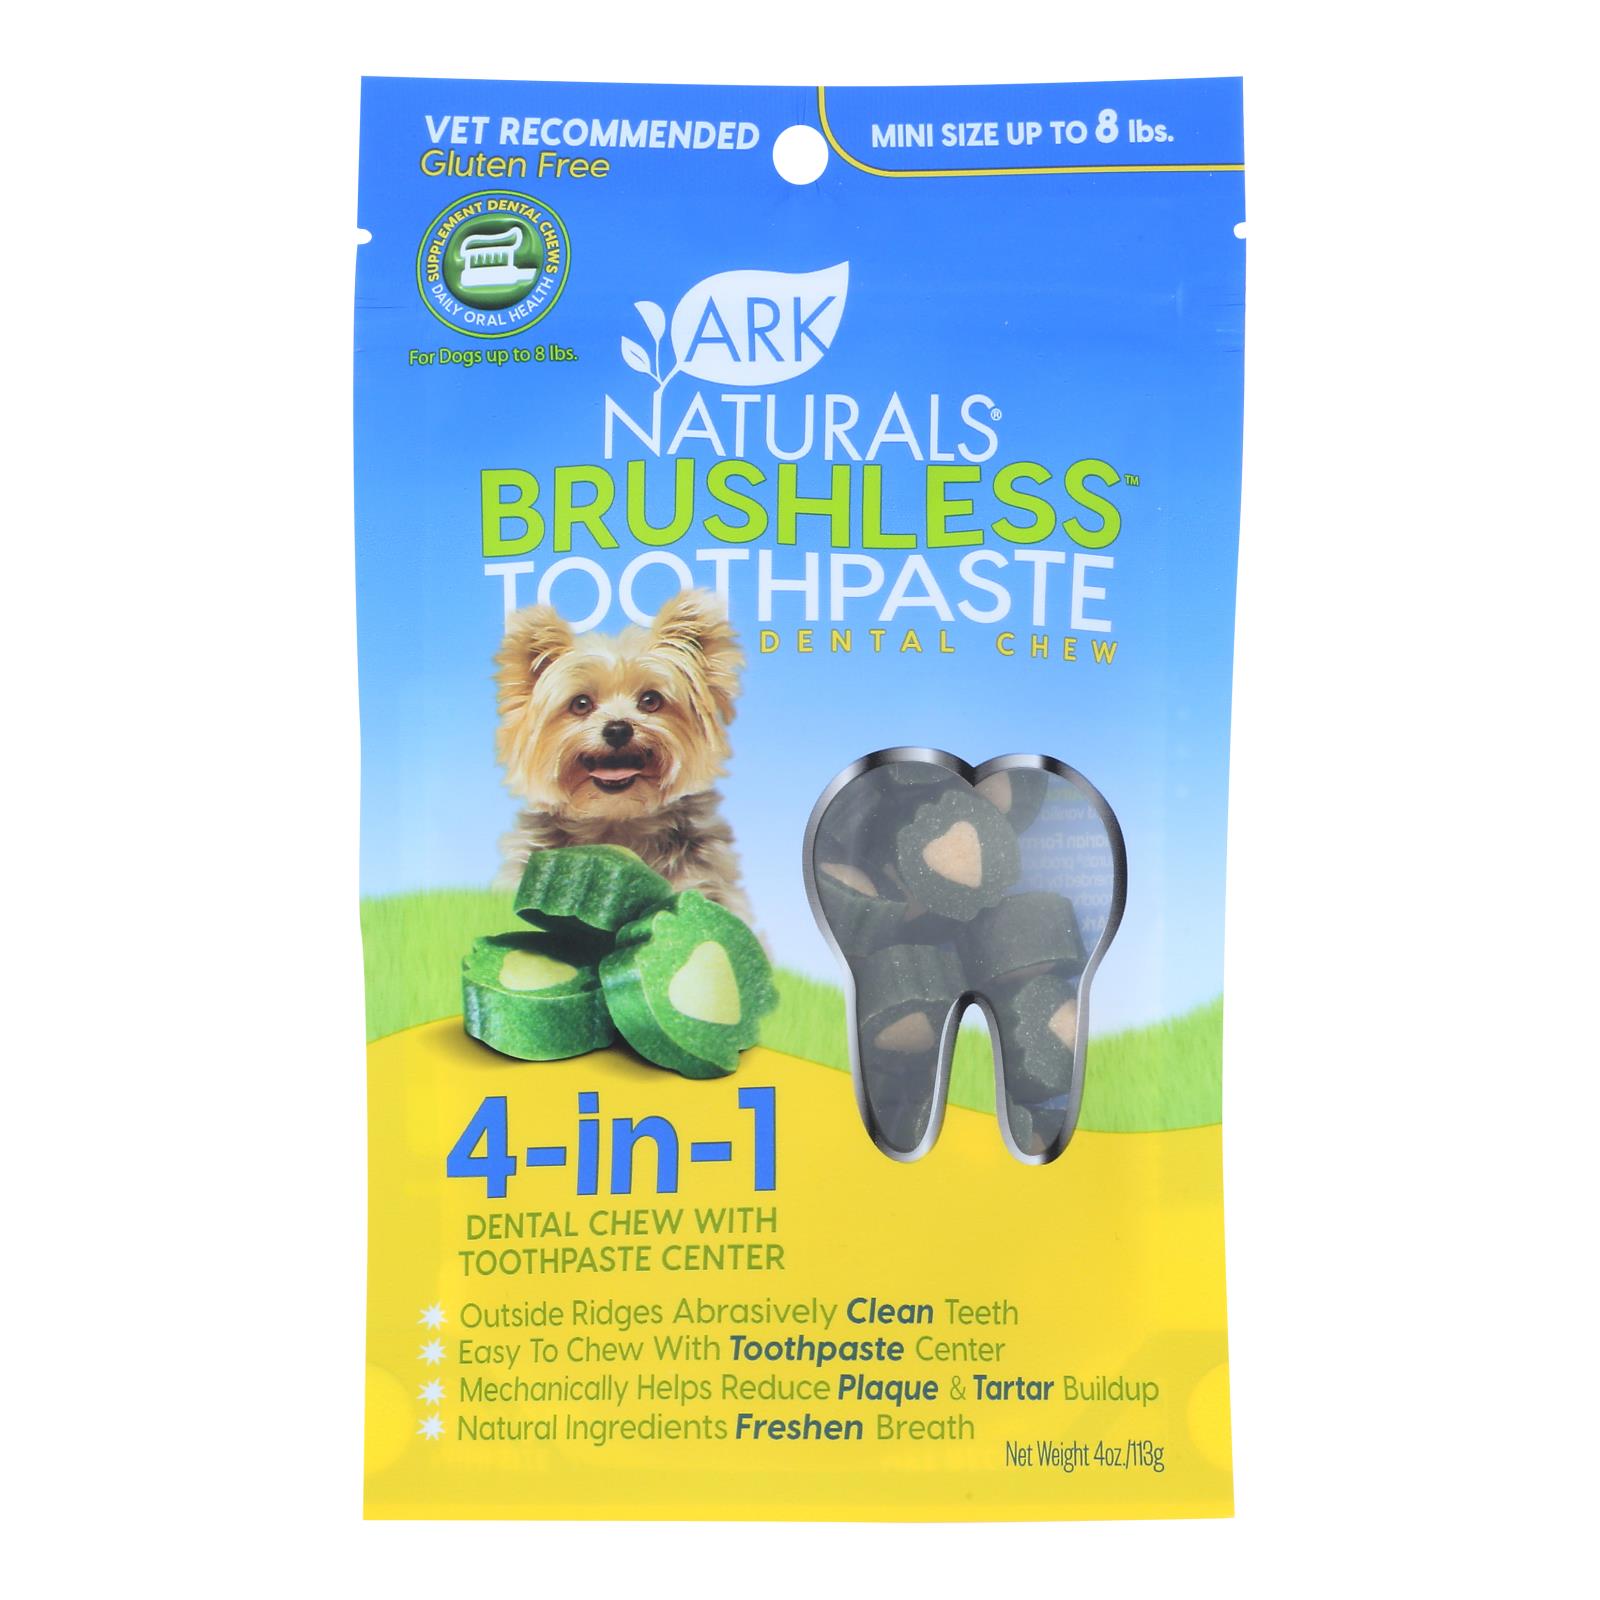 VET RECOMMENDED
Gluten Free
MINI SIZE UP TO 8 lbs.
SUPPLEMENT DENTAL CHEWS
DAILY ORAL HEALTH
For Dogs up to 8 lbs.
ARK
NATURALS®
BRUSHLESS™
TOOTHPASTE
DENTAL CHEW
4-in-1
DENTAL CHEW WITH
TOOTHPASTE CENTER
Outside Ridges Abrasively Clean Teeth
Easy To Chew With Toothpaste Center
Mechanically Helps Reduce Plaque & Tartar Buildup
Natural Ingredients Freshen Breath
Net Weight 4oz./113g